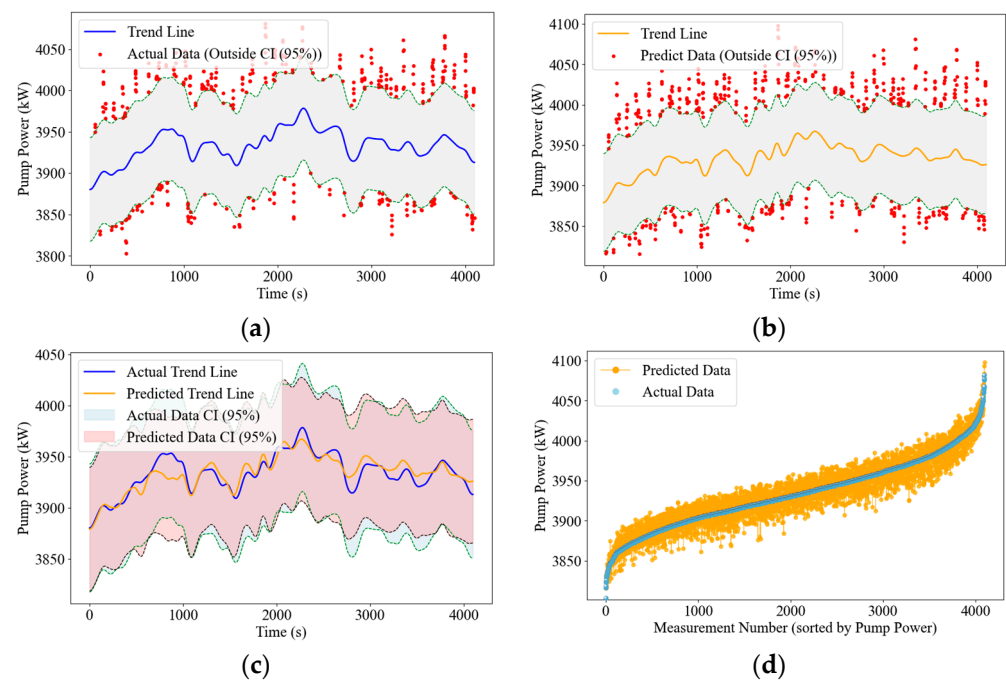 Trend Line
Actual Data (Outside CI (95%))
4050
4000
3950
3900
3850
3800
Pump Power (kW)
0 1000 2000 3000 4000
Time (s)
(a)
Trend Line
Predict Data (Outside CI (95%))
4100
4050
4000
3950
3900
3850
Pump Power (kW)
0 1000 2000 3000 4000
Time (s)
(b)
Actual Trend Line
Predicted Trend Line
Actual Data CI (95%)
Predicted Data CI (95%)
4050
4000
3950
3900
3850
Pump Power (kW)
0 1000 2000 3000 4000
Time (s)
(c)
Predicted Data
Actual Data
4100
4050
4000
3950
3900
3850
Pump Power (kW)
0 1000 2000 3000 4000
Measurement Number (sorted by Pump Power)
(d)